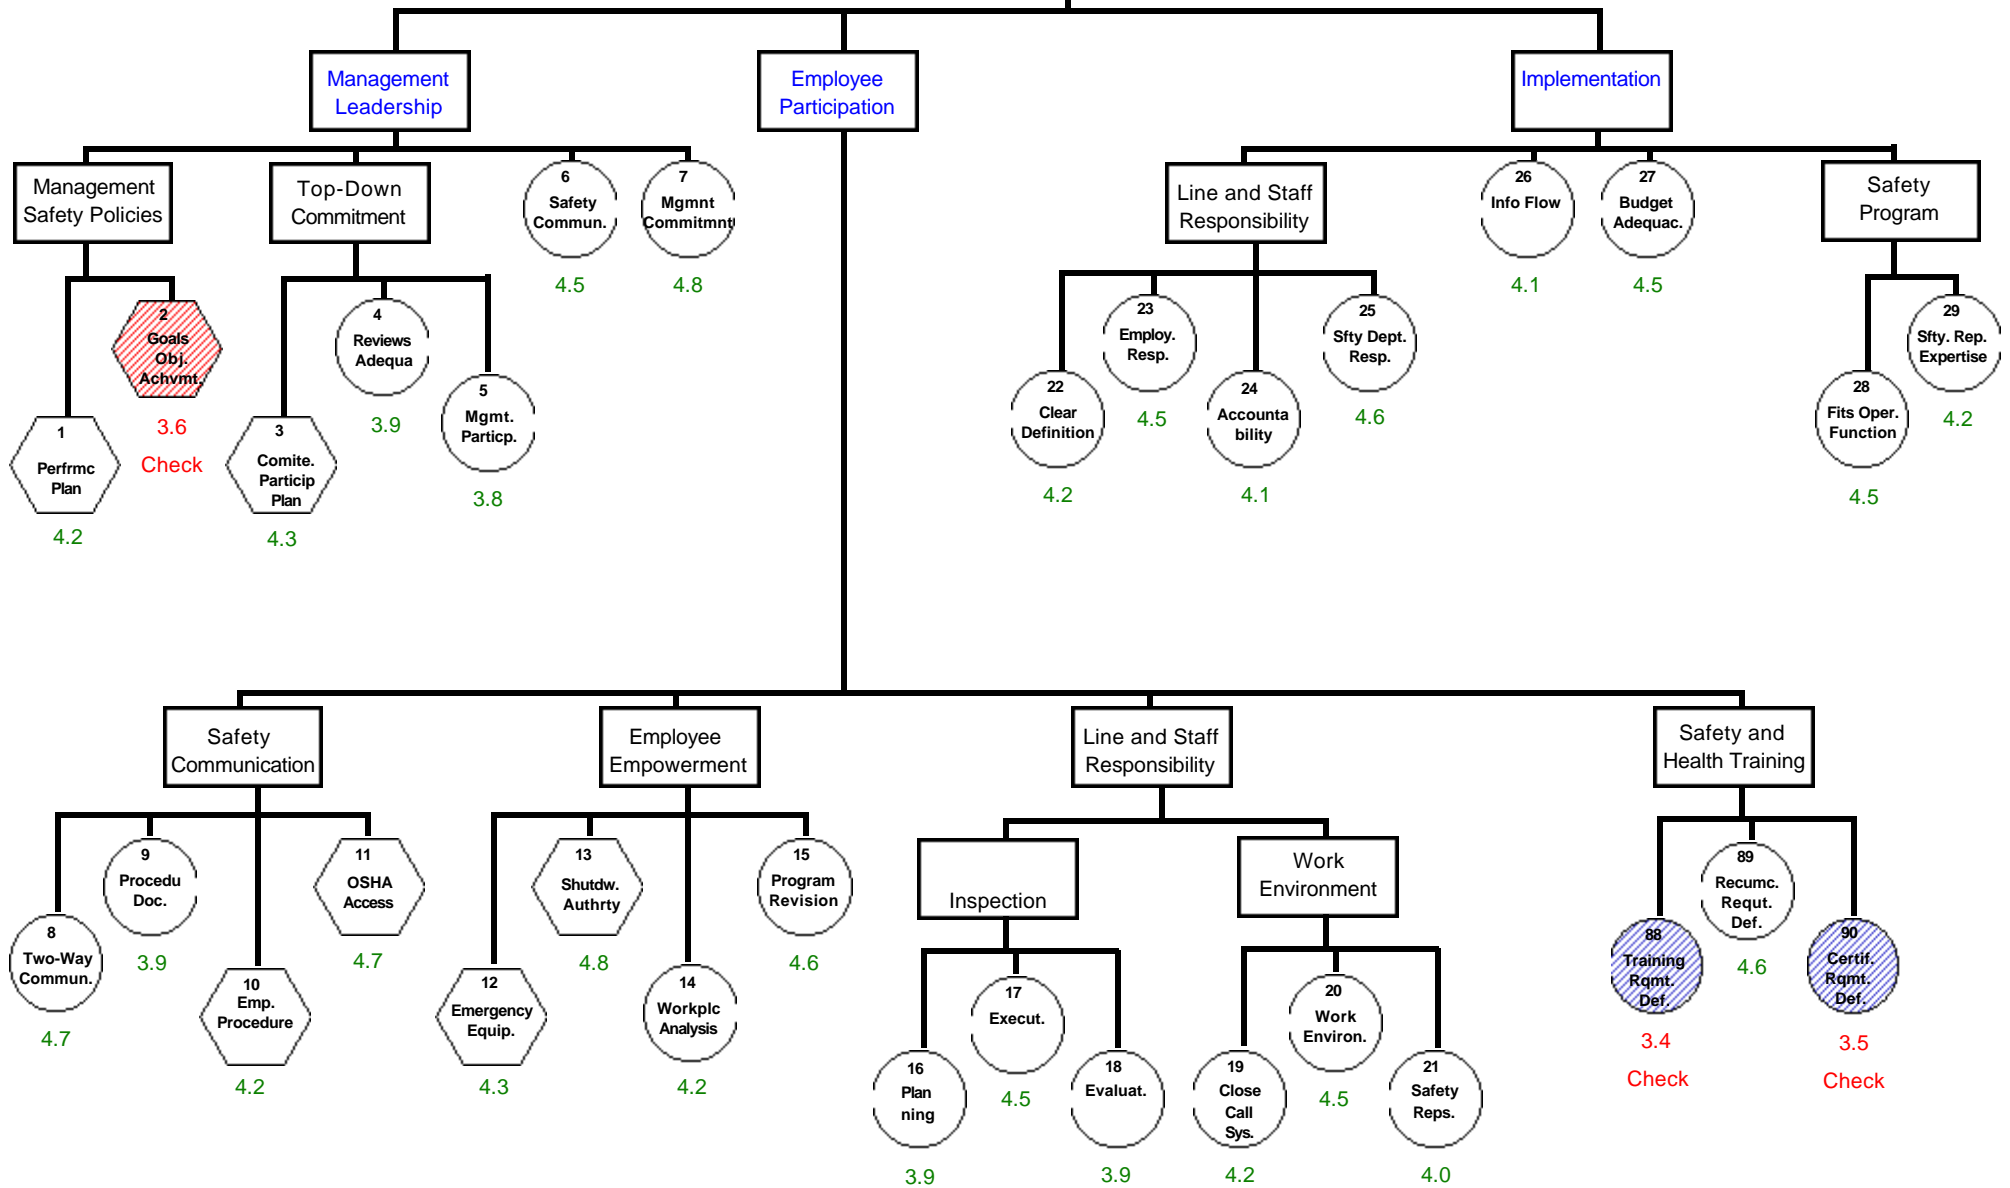 Management
Leadership
Employee
Participation
Implementation
Management
Safety Policies
Top-Down
Commitment
6
Safety
Commun.
4.5
7
Mgmnt
Commitmnt
4.8
Line and Staff
Responsibility
26
Info Flow
4.1
27
Budget
Adequac.
4.5
Safety
Program
1
Perfrmc
Plan
4.2
2
Goals
Obj.
Achvmt.
3.6
Check
3
Comite.
Particip
Plan
4.3
4
Reviews
Adequa
3.9
5
Mgmt.
Particp.
3.8
22
Clear
Definition
4.2
23
Employ.
Resp.
4.5
24
Accounta
bility
4.1
25
Sfty Dept.
Resp.
4.6
28
Fits Oper.
Function
4.5
29
Sfty. Rep.
Expertise
4.2
Safety
Communication
Employee
Empowerment
Line and Staff
Responsibility
Safety and
Health Training
8
Two-Way
Commun.
4.7
9
Procedu
Doc.
3.9
10
Emp.
Procedure
4.2
11
OSHA
Access
4.7
12
Emergency
Equip.
4.3
13
Shutdw.
Authrty
4.8
14
Workplc
Analysis
4.2
15
Program
Revision
4.6
Inspection
Work
Environment
16
Plan
ning
3.9
17
Execut.
4.5
18
Evaluat.
3.9
19
Close
Call
Sys.
4.2
20
Work
Environ.
4.5
21
Safety
Reps.
4.0
88
Training
Rqmt.
Def.
3.4
Check
89
Recumc.
Requt.
Def.
4.6
90
Certif.
Rqmt.
Def.
3.5
Check